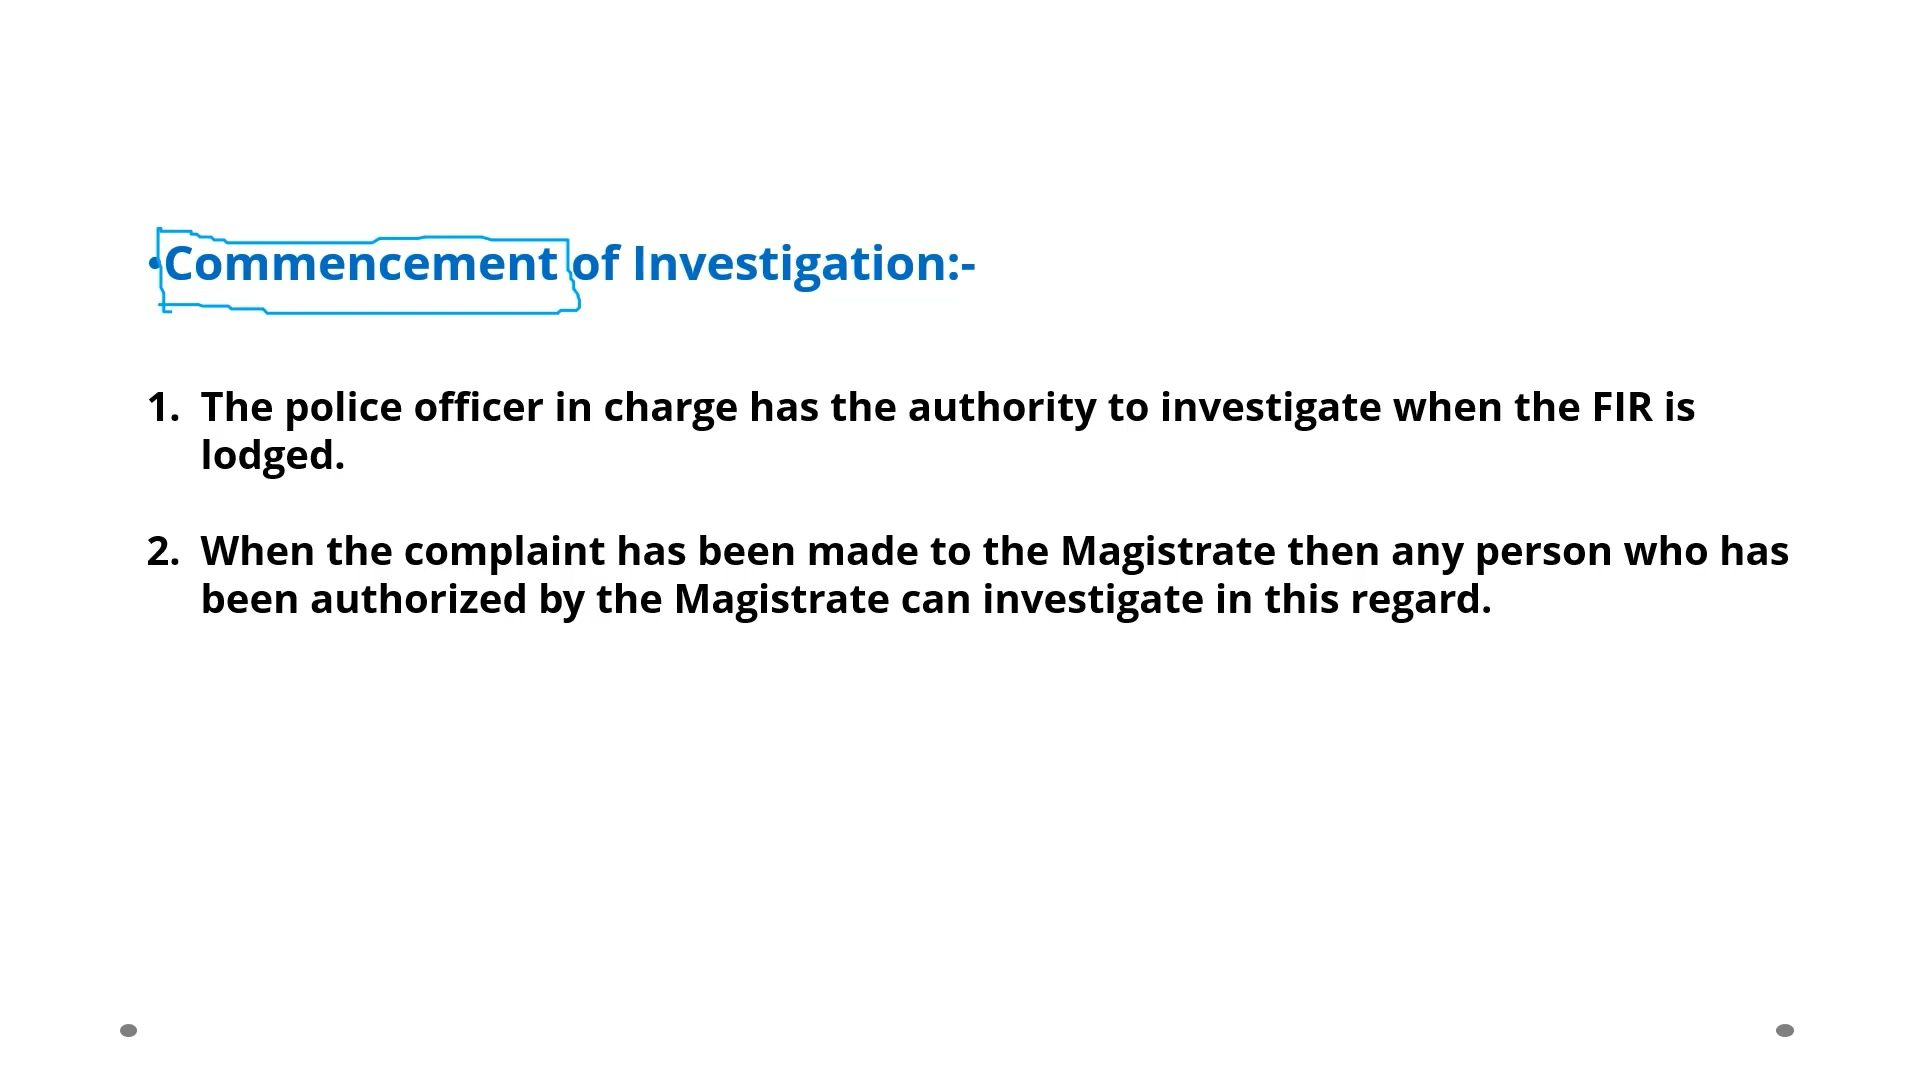 •Commencement of Investigation:-
1. The police officer in charge has the authority to investigate when the FIR is
lodged.
2. When the complaint has been made to the Magistrate then any person who has
been authorized by the Magistrate can investigate in this regard.